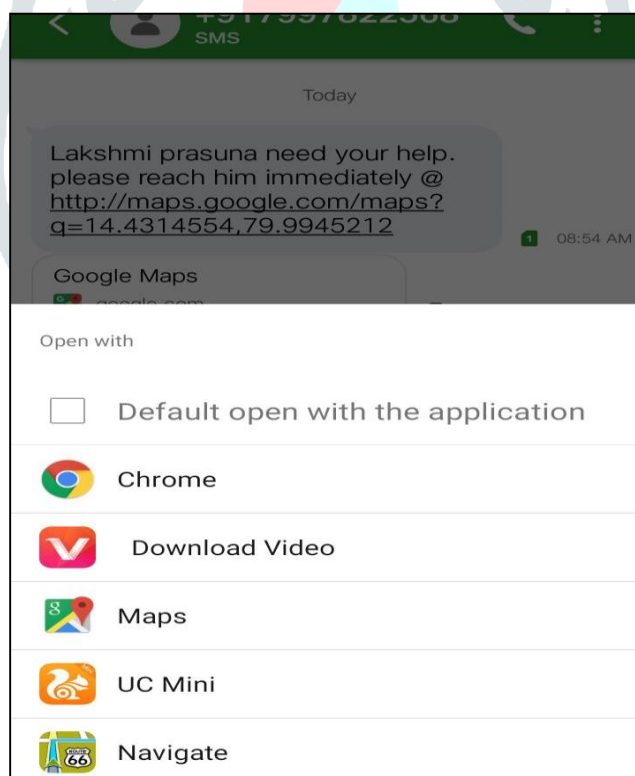 SMS
Today
Lakshmi prasuna need your help.
please reach him immediately @
http://maps.google.com/maps?
q=14.4314554,79.9945212
1 08:54 AM
Google Maps
google.com
Open with
Default open with the application
Chrome
Download Video
Maps
UC Mini
Navigate